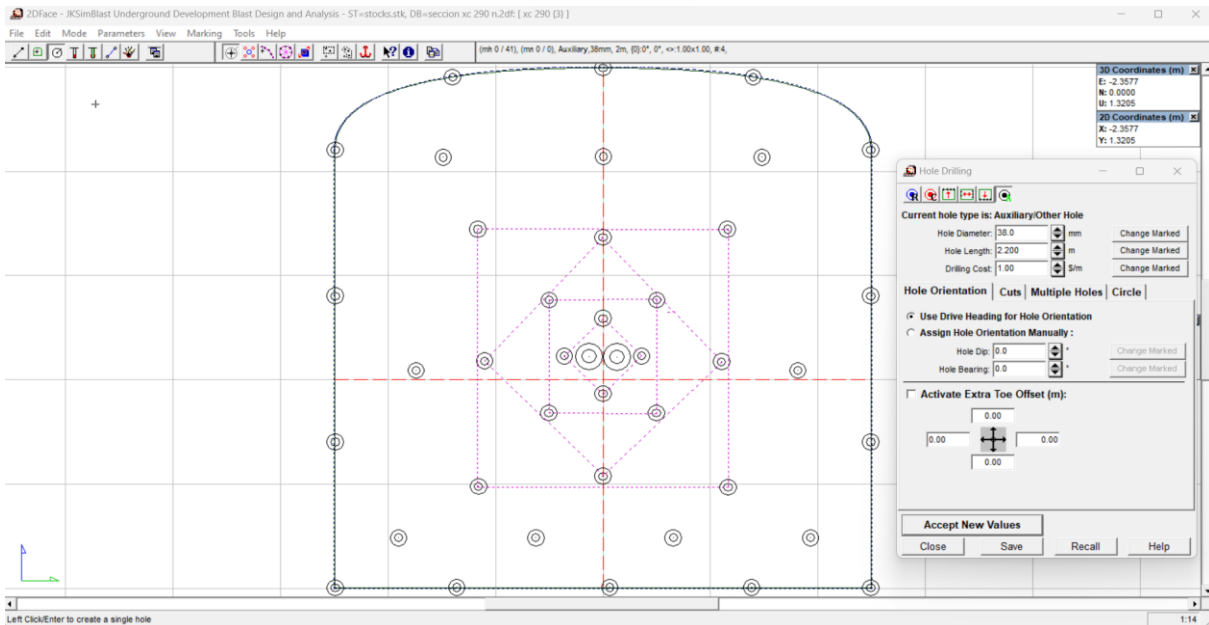 2DFace - JKSimBlast Underground Development Blast Design and Analysis - ST=stocks.stk, DB=seccion xc 290 n.2df: [ xc 290 (3) ]
File Edit Mode Parameters View Marking Tools Help
(mh 0 / 41), (mn 0 / 0), Auxiliary,38mm, 2m, {0}:0°, 0°, <>:1.00x1.00, #:4,
3D Coordinates (m)
E: -2.3577
N: 0.0000
U: 1.3205
2D Coordinates (m)
X: -2.3577
Y: 1.3205
Hole Drilling
Current hole type is: Auxiliary/Other Hole
Hole Diameter: 38.0 mm Change Marked
Hole Length: 2.200 m Change Marked
Drilling Cost: 1.00 $/m Change Marked
Hole Orientation Cuts Multiple Holes Circle
Use Drive Heading for Hole Orientation
Assign Hole Orientation Manually :
Hole Dip: 0.0 ° Change Marked
Hole Bearing: 0.0 ° Change Marked
Activate Extra Toe Offset (m):
0.00
0.00 0.00
0.00
Accept New Values
Close Save Recall Help
Left Click/Enter to create a single hole 1:14